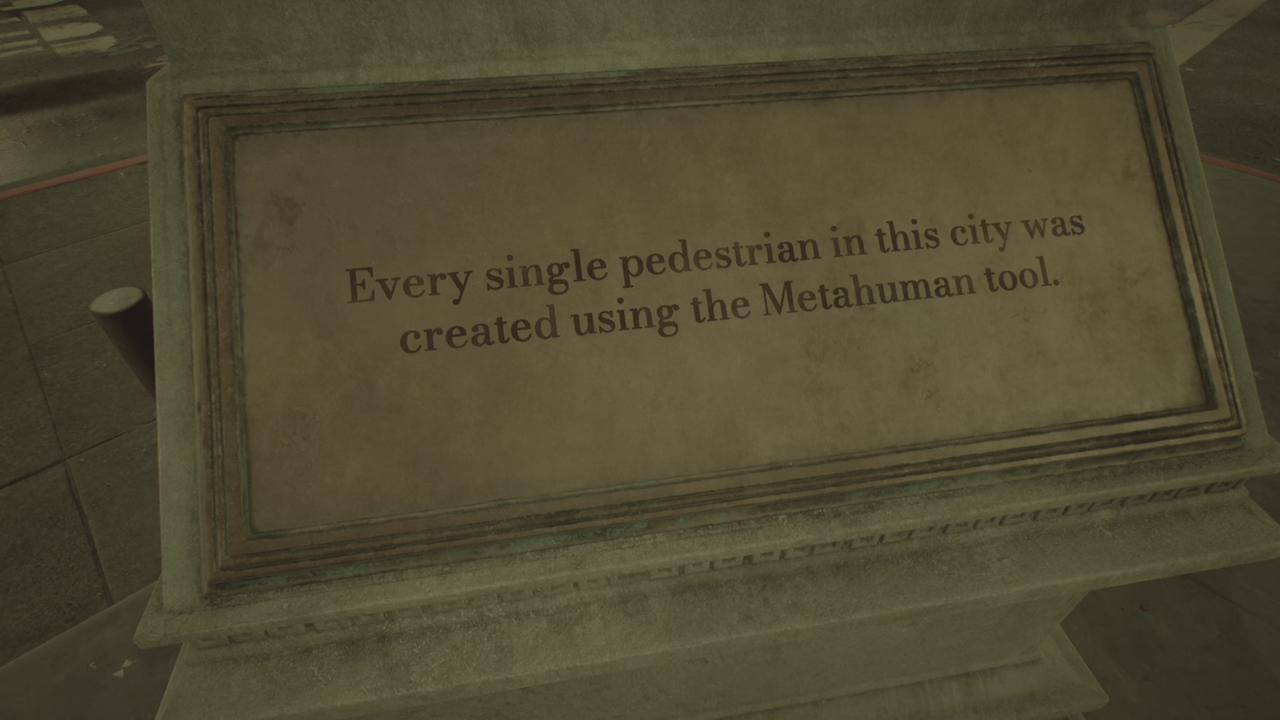 Every single pedestrian in this city was
created using the Metahuman tool.